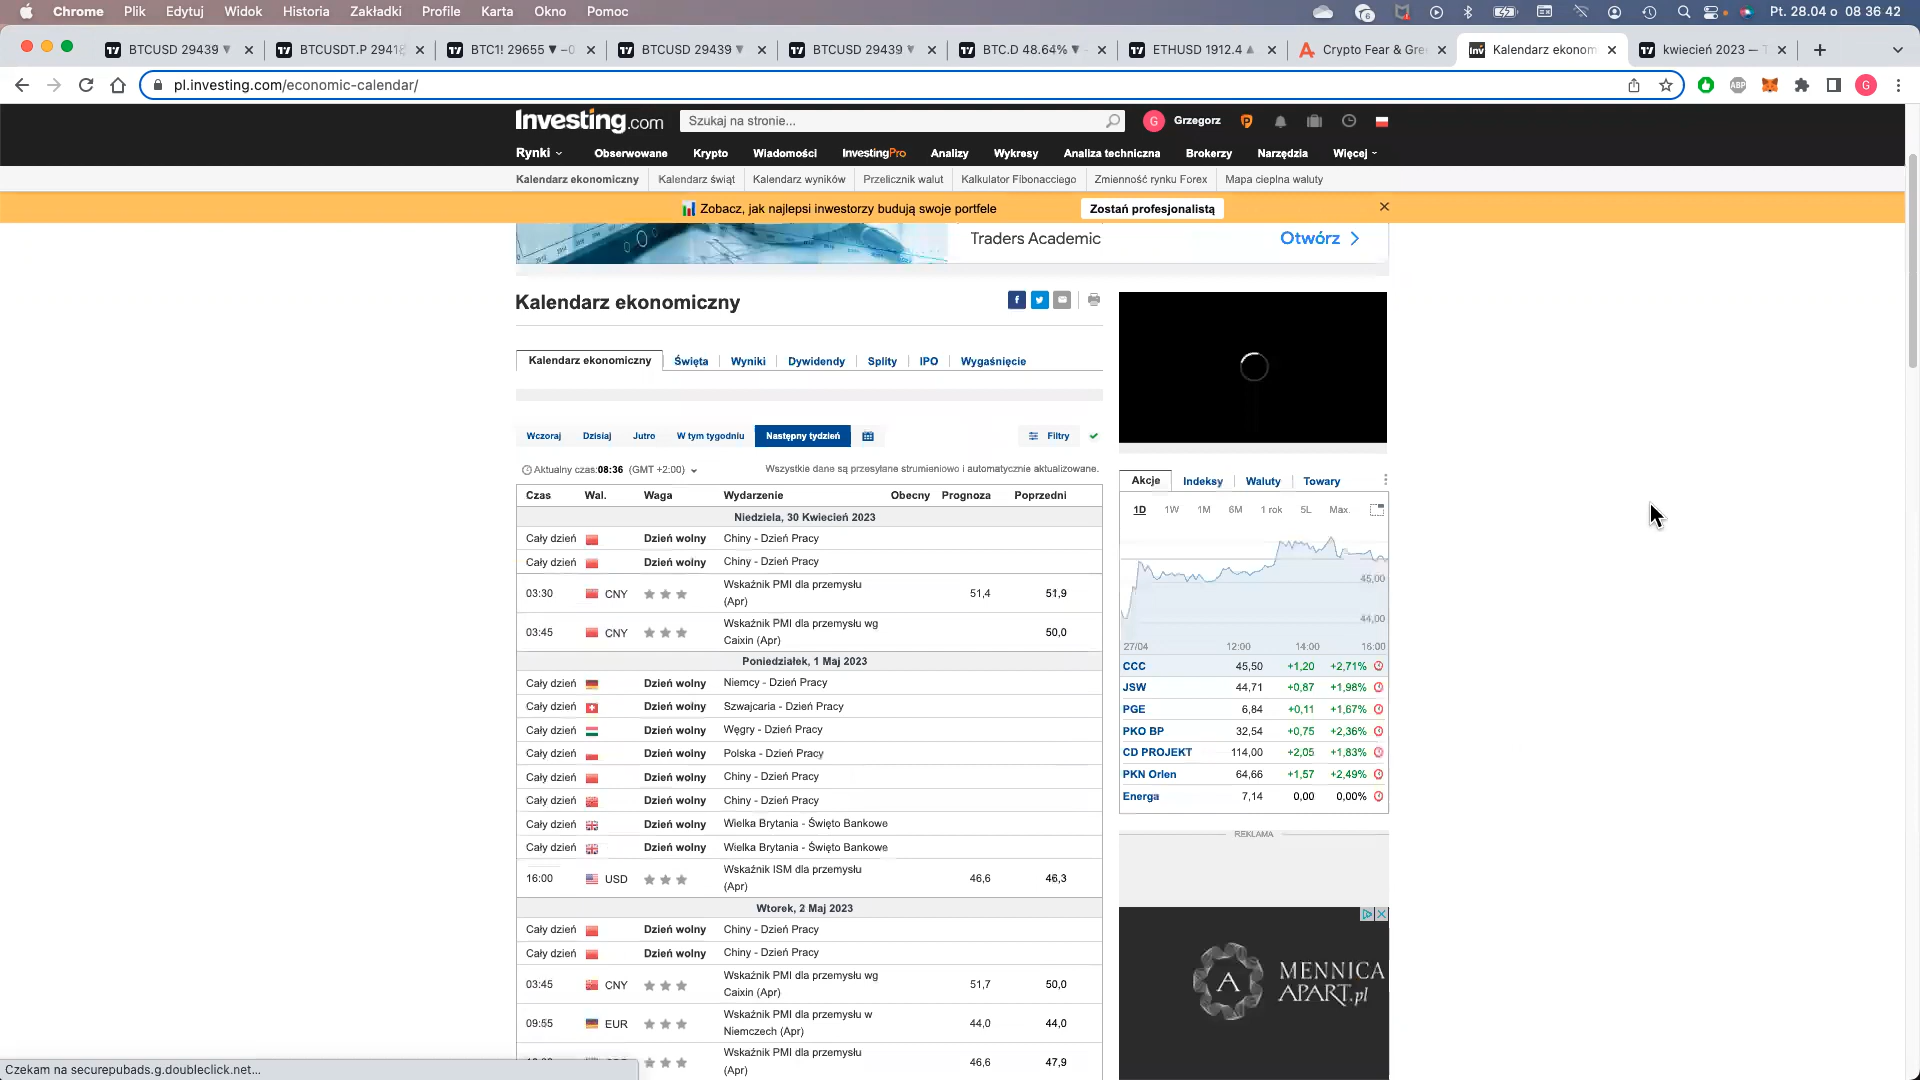 Chrome Plik Edytuj Widok Historia Zakładki Profile Karta Okno Pomoc
6
Pt. 28.04 o 08 36 42
BTCUSD 29439 ▼
BTCUSDT.P 2941
BTC1! 29655 ▼ −0
BTCUSD 29439 ▼
BTCUSD 29439 ▼
BTC.D 48.64% ▼ −
ETHUSD 1912.4 ▲
Crypto Fear & Gre
Inv Kalendarz ekonom
kwiecień 2023 —
pl.investing.com/economic-calendar/
ABP
G
Investing.com
Szukaj na stronie...
G Grzegorz
Rynki Obserwowane Krypto Wiadomości InvestingPro Analizy Wykresy Analiza techniczna Brokerzy Narzędzia Więcej
Kalendarz ekonomiczny Kalendarz świąt Kalendarz wyników Przelicznik walut Kalkulator Fibonacciego Zmienność rynku Forex Mapa cieplna waluty
Zobacz, jak najlepsi inwestorzy budują swoje portfele Zostań profesjonalistą
Traders Academic Otwórz
Kalendarz ekonomiczny
Kalendarz ekonomiczny Święta Wyniki Dywidendy Splity IPO Wygaśnięcie
Wczoraj Dzisiaj Jutro W tym tygodniu Następny tydzień Filtry
Aktualny czas:08:36 (GMT +2:00) Wszystkie dane są przesyłane strumieniowo i automatycznie aktualizowane.
Czas Wal. Waga Wydarzenie Obecny Prognoza Poprzedni
Niedziela, 30 Kwiecień 2023
Cały dzień Dzień wolny Chiny - Dzień Pracy
Cały dzień Dzień wolny Chiny - Dzień Pracy
03:30 CNY Wskaźnik PMI dla przemysłu (Apr) 51,4 51,9
03:45 CNY Wskaźnik PMI dla przemysłu wg Caixin (Apr) 50,0
Poniedziałek, 1 Maj 2023
Cały dzień Dzień wolny Niemcy - Dzień Pracy
Cały dzień Dzień wolny Szwajcaria - Dzień Pracy
Cały dzień Dzień wolny Węgry - Dzień Pracy
Cały dzień Dzień wolny Polska - Dzień Pracy
Cały dzień Dzień wolny Chiny - Dzień Pracy
Cały dzień Dzień wolny Chiny - Dzień Pracy
Cały dzień Dzień wolny Wielka Brytania - Święto Bankowe
Cały dzień Dzień wolny Wielka Brytania - Święto Bankowe
16:00 USD Wskaźnik ISM dla przemysłu (Apr) 46,6 46,3
Wtorek, 2 Maj 2023
Cały dzień Dzień wolny Chiny - Dzień Pracy
Cały dzień Dzień wolny Chiny - Dzień Pracy
03:45 CNY Wskaźnik PMI dla przemysłu wg Caixin (Apr) 51,7 50,0
09:55 EUR Wskaźnik PMI dla przemysłu w Niemczech (Apr) 44,0 44,0
Wskaźnik PMI dla przemysłu (Apr) 46,6 47,9
Akcje Indeksy Waluty Towary
1D 1W 1M 6M 1 rok 5L Max.
45,00
44,00
27/04 12:00 14:00 16:00
CCC 45,50 +1,20 +2,71%
JSW 44,71 +0,87 +1,98%
PGE 6,84 +0,11 +1,67%
PKO BP 32,54 +0,75 +2,36%
CD PROJEKT 114,00 +2,05 +1,83%
PKN Orlen 64,66 +1,57 +2,49%
Energa 7,14 0,00 0,00%
REKLAMA
A
MENNICA
APART.pl
Czekam na securepubads.g.doubleclick.net...